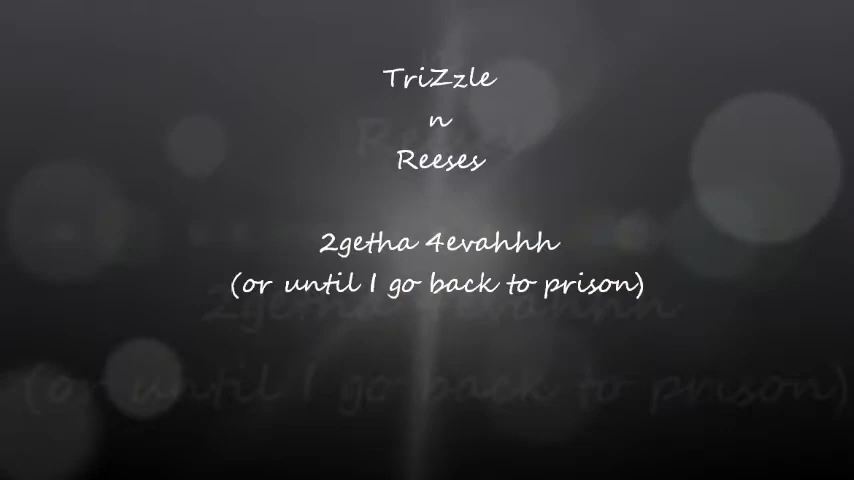 TriZzle
n
Reeses
2getha 4evahhh
(or until I go back to prison)